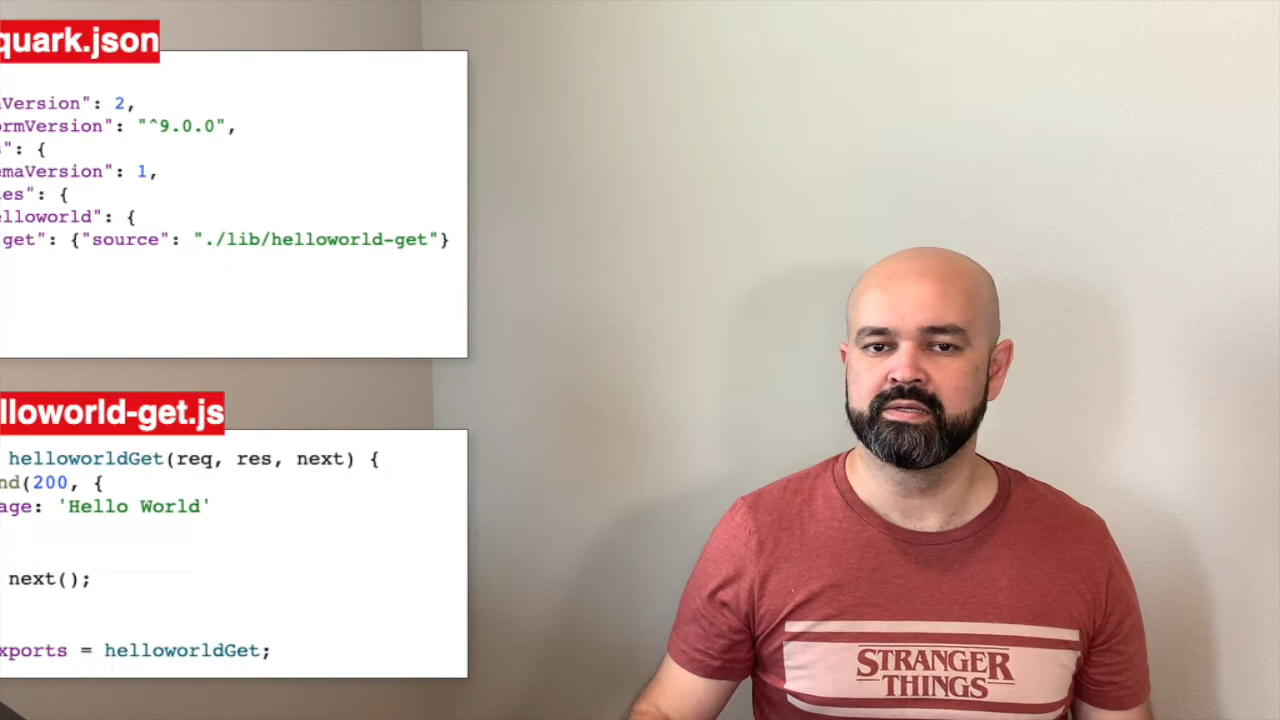 quark.json
Version": 2,
ormVersion": "^9.0.0",
": {
emaVersion": 1,
es": {
elloworld": {
get": {"source": "./lib/helloworld-get"}
lloworld-get.js
helloworldGet(req, res, next) {
nd(200, {
age: 'Hello World'
next();
xports = helloworldGet;
STRANGER
THINGS